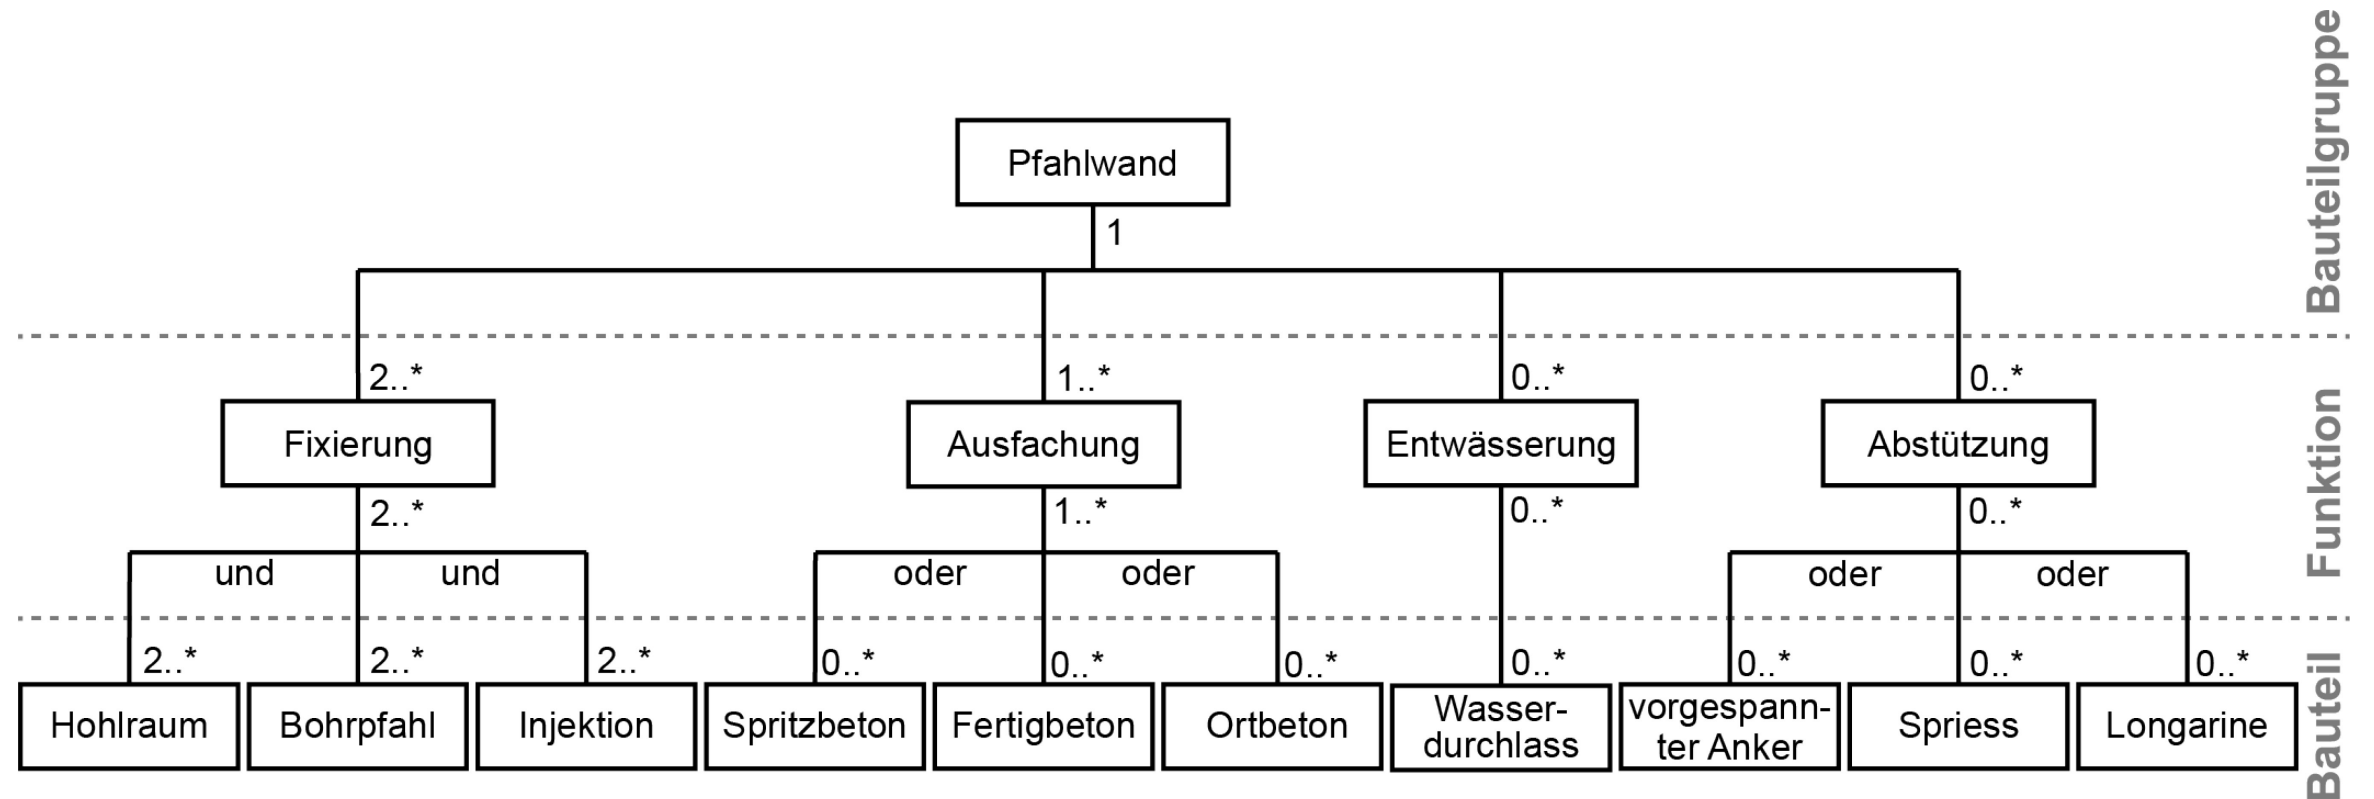 Bauteilgruppe
Pfahlwand
1
2..*
1..*
0..*
0..*
Funktion
Fixierung
Ausfachung
Entwässerung
Abstützung
2..*
1..*
0..*
0..*
und
und
oder
oder
oder
oder
Bauteil
2..*
2..*
2..*
0..*
0..*
0..*
0..*
0..*
0..*
0..*
Hohlraum
Bohrpfahl
Injektion
Spritzbeton
Fertigbeton
Ortbeton
Wasser-
durchlass
vorgespann-
ter Anker
Spriess
Longarine